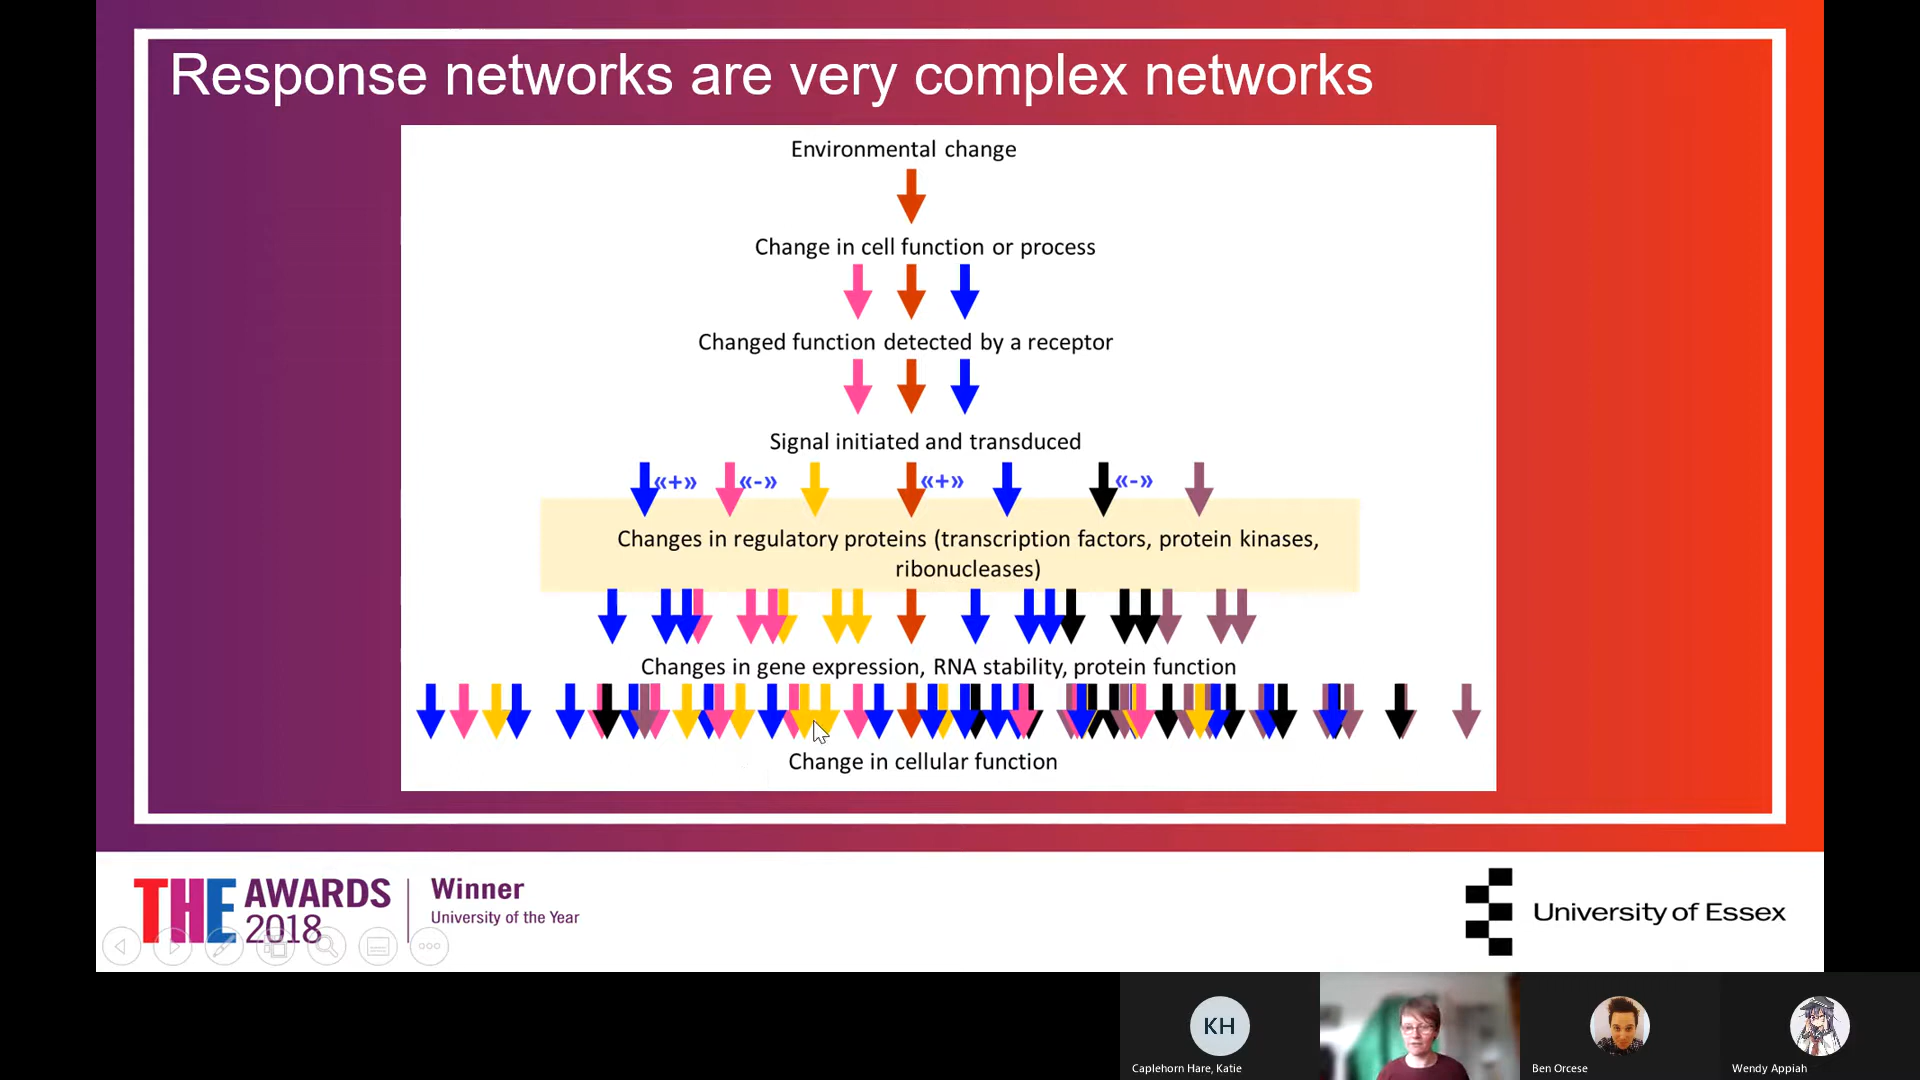 Response networks are very complex networks
Environmental change
Change in cell function or process
Changed function detected by a receptor
Signal initiated and transduced
«+» «-» «+» «-»
Changes in regulatory proteins (transcription factors, protein kinases,
ribonucleases)
Changes in gene expression, RNA stability, protein function
Change in cellular function
THE AWARDS 2018
Winner
University of the Year
University of Essex
KH
Caplehorn Hare, Katie
Ben Orcese
Wendy Appiah